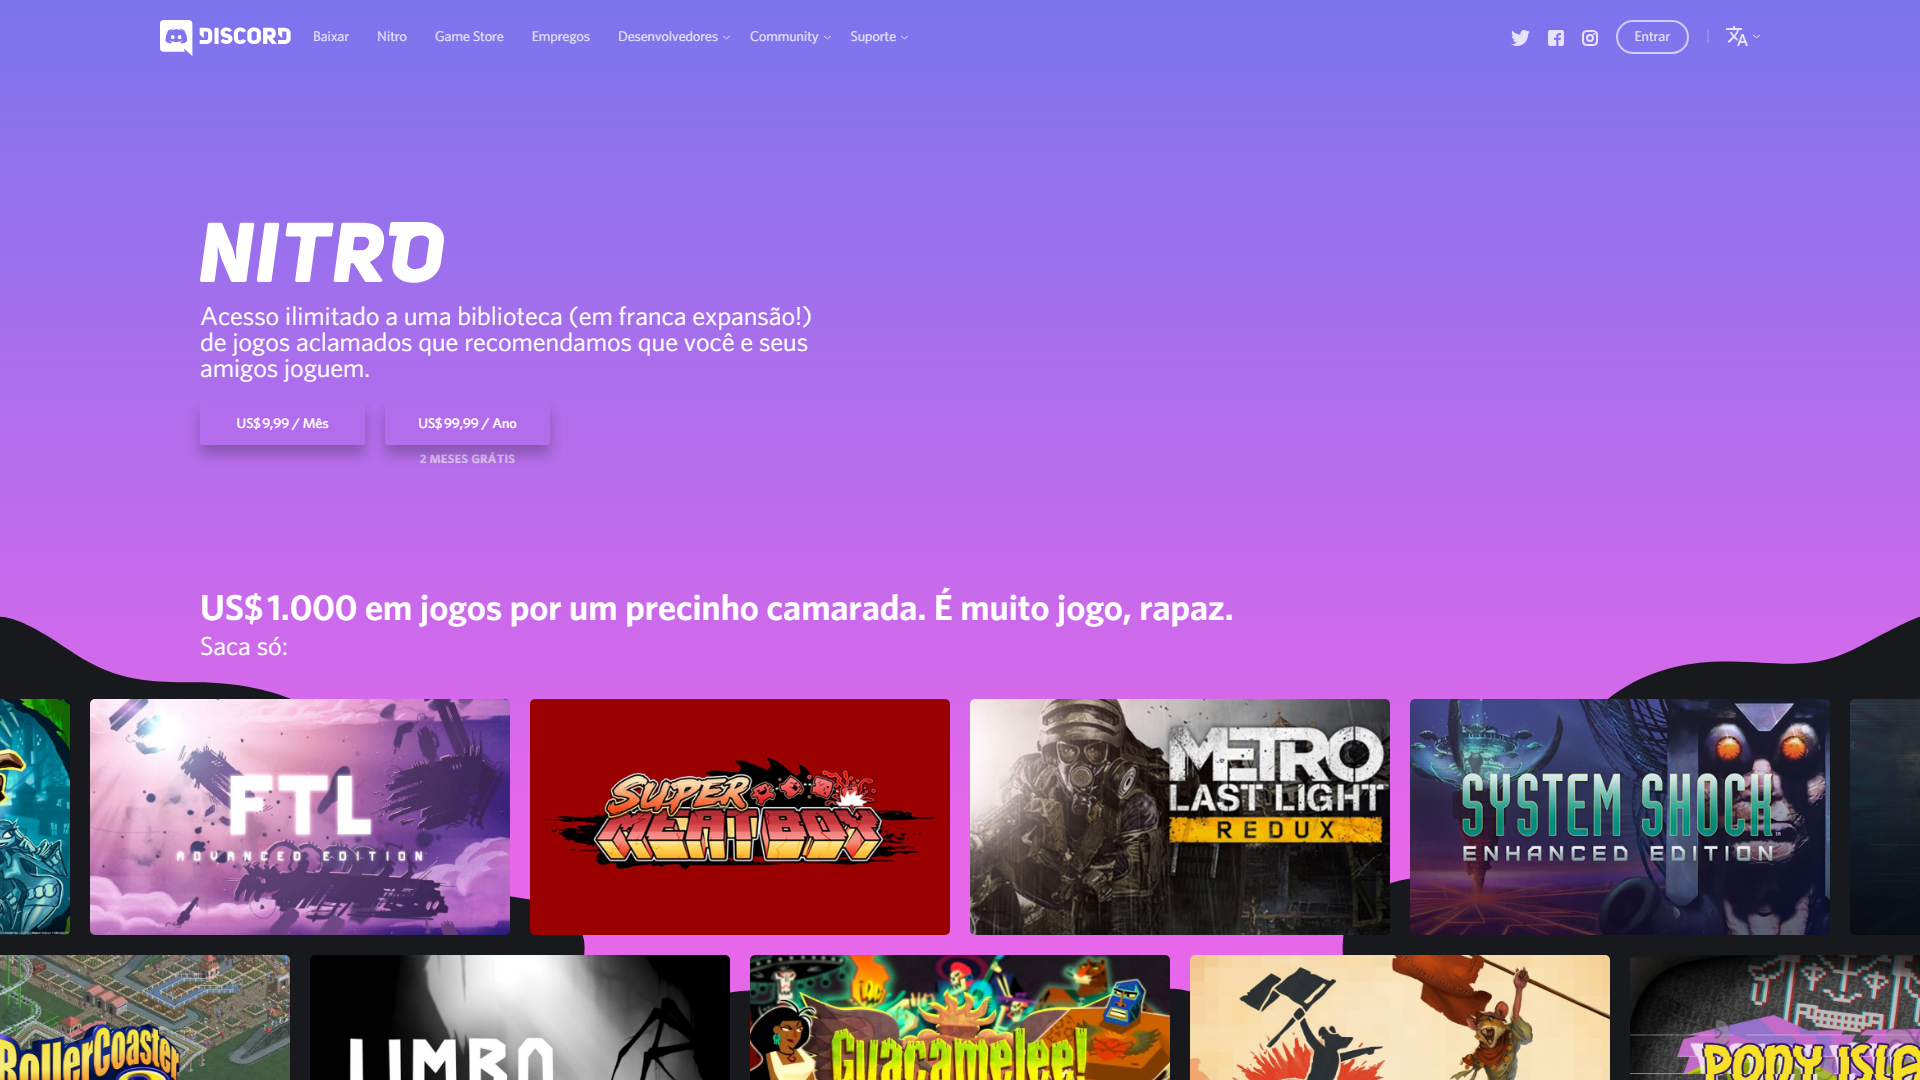 DISCORD
Baixar
Nitro
Game Store
Empregos
Desenvolvedores
Community
Suporte
Entrar
NITRO
Acesso ilimitado a uma biblioteca (em franca expansão!)
de jogos aclamados que recomendamos que você e seus
amigos joguem.
US$9,99 / Mês
US$99,99 / Ano
2 MESES GRÁTIS
US$1.000 em jogos por um precinho camarada. É muito jogo, rapaz.
Saca só:
FTL
ADVANCED EDITION
SUPER
MEATBOY
METRO
LAST LIGHT
REDUX
SYSTEM SHOCK
ENHANCED EDITION
RollerCoaster
LIMBO
Guacamelee!
PONY ISLA